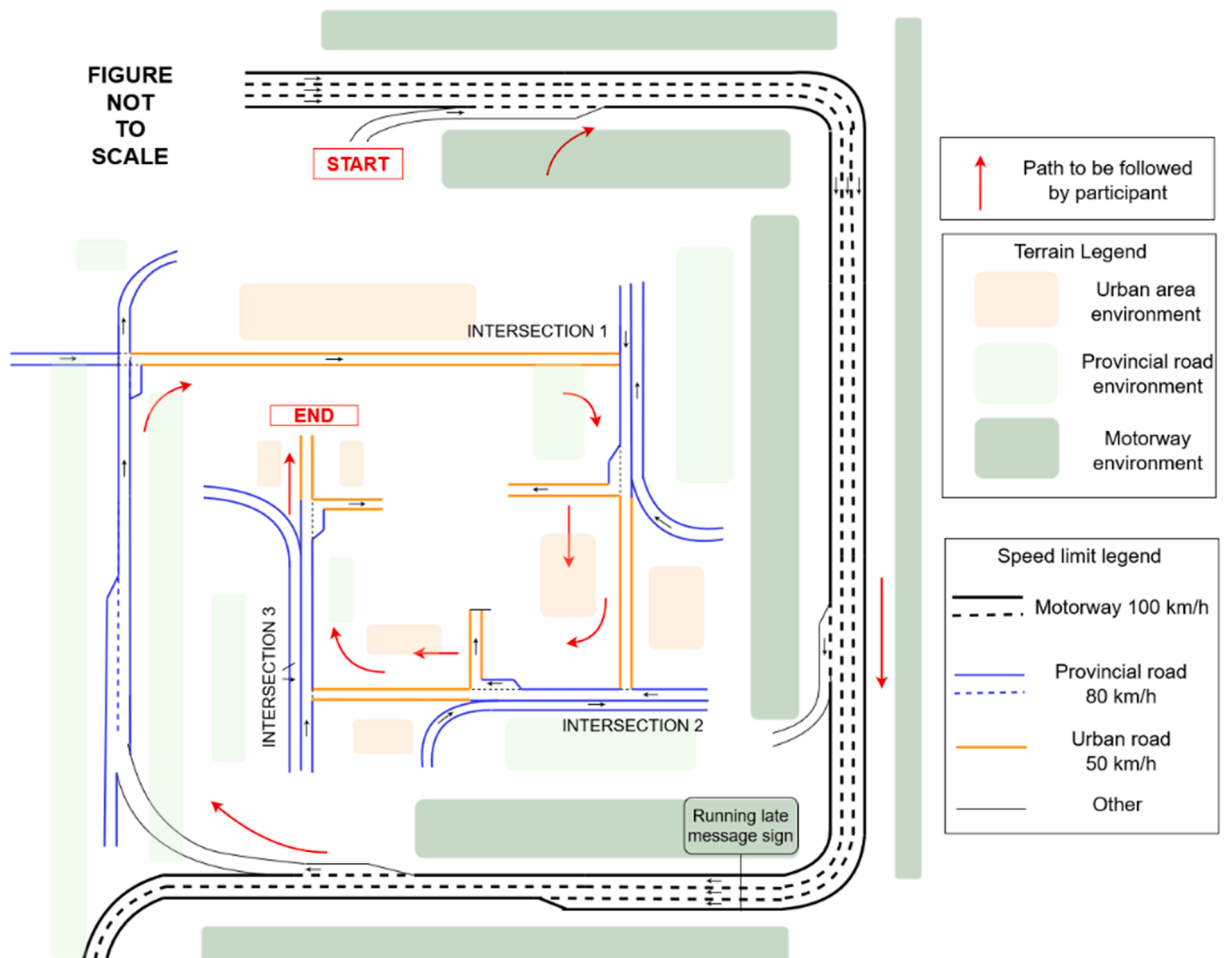 FIGURE
NOT
TO
SCALE
START
Path to be followed
by participant
Terrain Legend
Urban area
environment
Provincial road
environment
Motorway
environment
INTERSECTION 1
END
INTERSECTION 3
INTERSECTION 2
Running late
message sign
Speed limit legend
Motorway 100 km/h
Provincial road
80 km/h
Urban road
50 km/h
Other